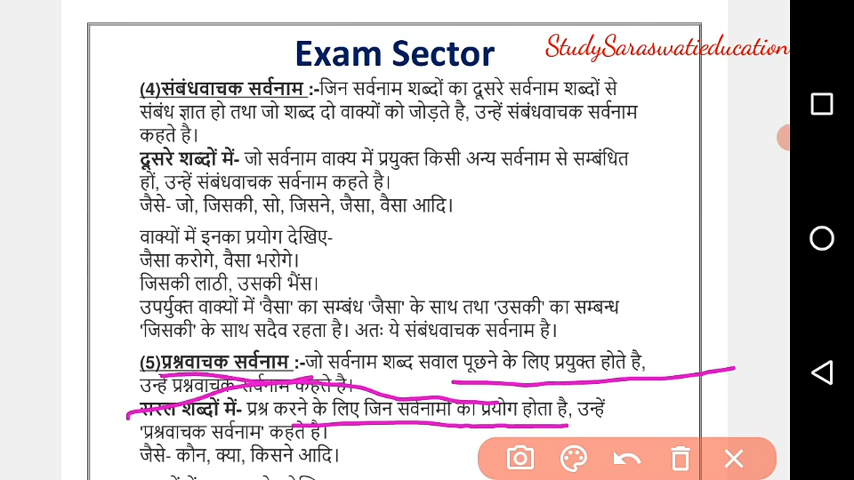 Exam Sector
StudySaraswatieducation
(4)संबंधवाचक सर्वनाम :-जिन सर्वनाम शब्दों का दूसरे सर्वनाम शब्दों से
संबंध ज्ञात हो तथा जो शब्द दो वाक्यों को जोड़ते है, उन्हें संबंधवाचक सर्वनाम
कहते है।
दूसरे शब्दों में- जो सर्वनाम वाक्य में प्रयुक्त किसी अन्य सर्वनाम से सम्बंधित
हों, उन्हें संबंधवाचक सर्वनाम कहते है।
जैसे- जो, जिसकी, सो, जिसने, जैसा, वैसा आदि।
वाक्यों में इनका प्रयोग देखिए-
जैसा करोगे, वैसा भरोगे।
जिसकी लाठी, उसकी भैंस।
उपर्युक्त वाक्यों में 'वैसा' का सम्बंध 'जैसा' के साथ तथा 'उसकी' का सम्बन्ध
'जिसकी' के साथ सदैव रहता है। अतः ये संबंधवाचक सर्वनाम है।
(5)प्रश्नवाचक सर्वनाम :-जो सर्वनाम शब्द सवाल पूछने के लिए प्रयुक्त होते है,
उन्हें प्रश्नवाचक सर्वनाम कहते है।
सरल शब्दों में- प्रश्न करने के लिए जिन सर्वनामों का प्रयोग होता है, उन्हें
'प्रश्नवाचक सर्वनाम' कहते है।
जैसे- कौन, क्या, किसने आदि।